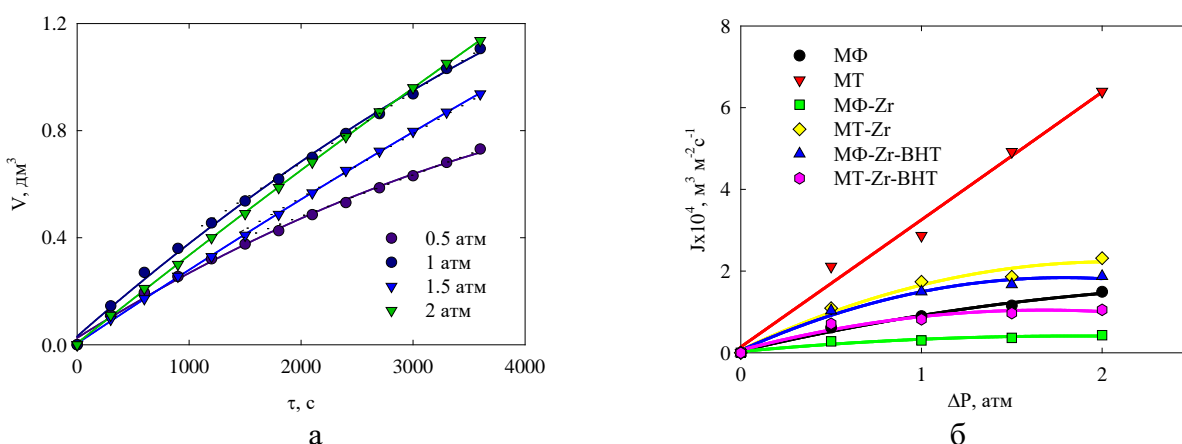 V, дм³
1.2
0.8
0.4
0.0
0
1000
2000
3000
4000
0.5 атм
1 атм
1.5 атм
2 атм
τ, с
а
Jx10⁴, м³ м⁻²с⁻¹
8
6
4
2
0
0
1
2
МФ
МТ
МФ-Zr
МТ-Zr
МФ-Zr-ВНТ
МТ-Zr-ВНТ
ΔP, атм
б